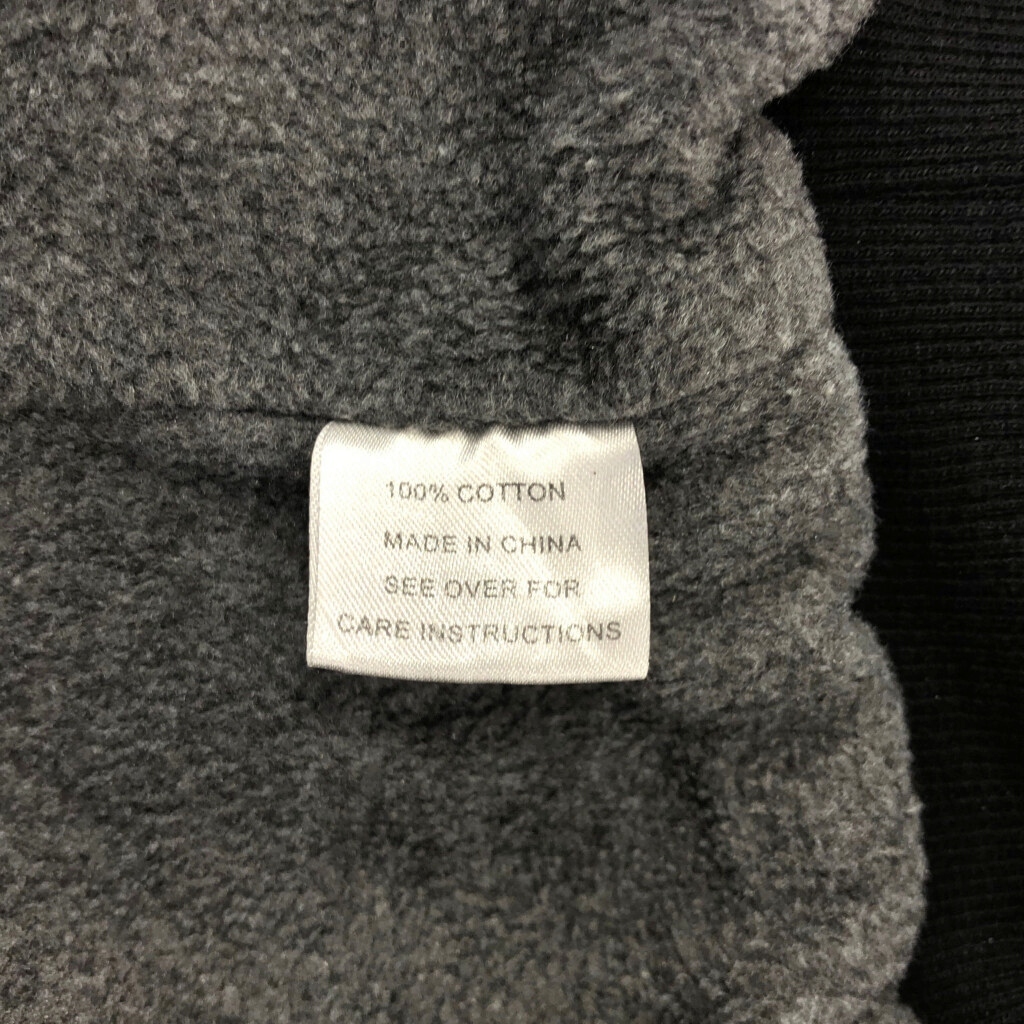 100% COTTON
MADE IN CHINA
SEE OVER FOR
CARE INSTRUCTIONS